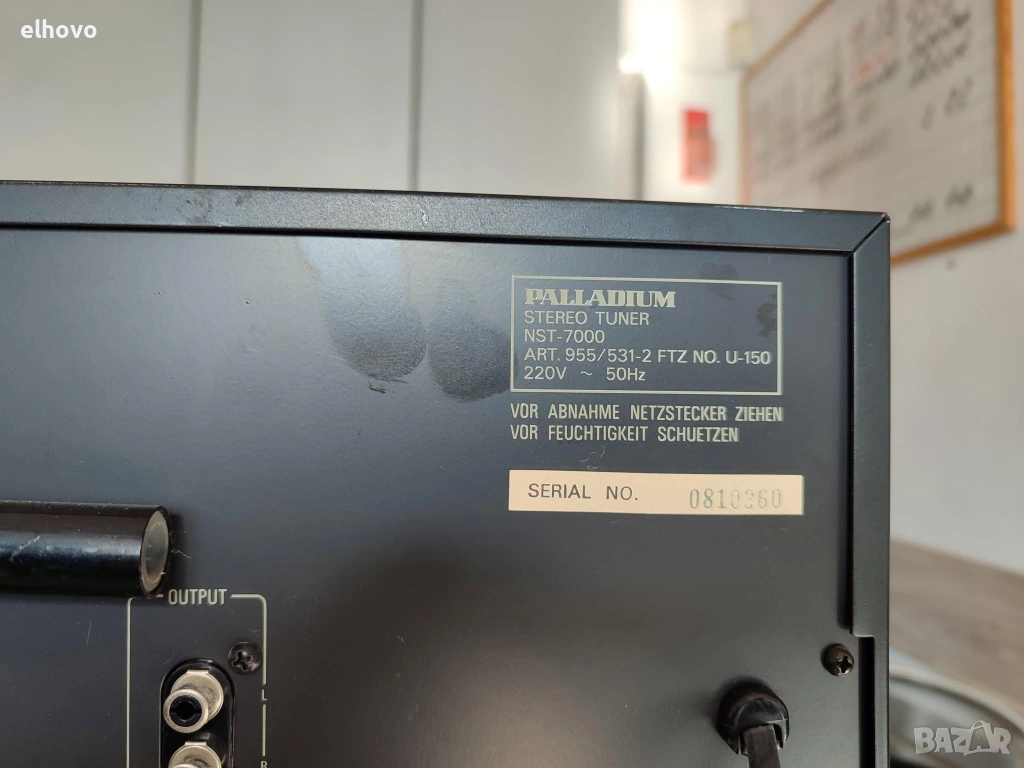 elhovo
PALLADIUM
STEREO TUNER
NST-7000
ART. 955/531-2 FTZ NO. U-150
220V ~ 50Hz
VOR ABNAHME NETZSTECKER ZIEHEN
VOR FEUCHTIGKEIT SCHUETZEN
SERIAL NO. 0810360
OUTPUT
L
R
BAZAR